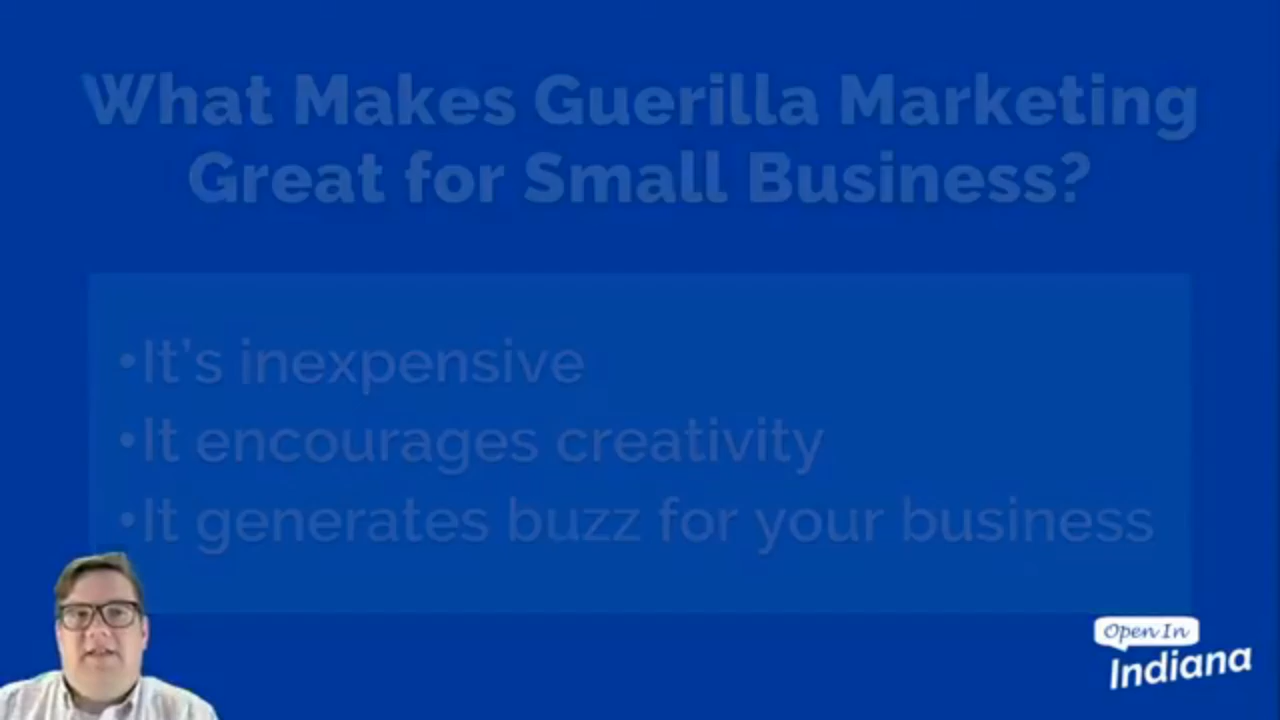 What Makes Guerilla Marketing
Great for Small Business?
•It's inexpensive
•It encourages creativity
•It generates buzz for your business
Open In
Indiana